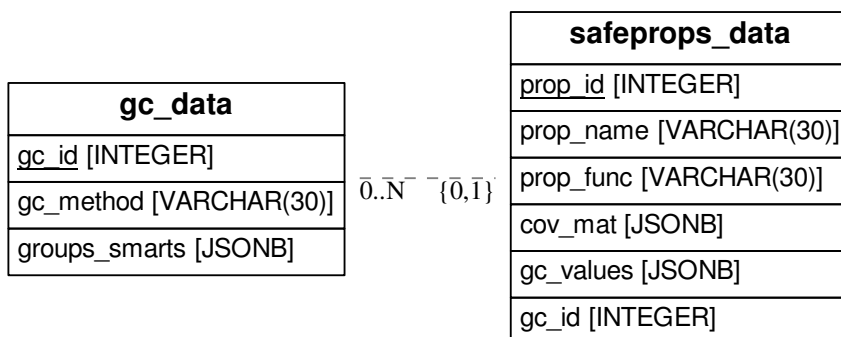 gc_data
gc_id [INTEGER]
gc_method [VARCHAR(30)]
groups_smarts [JSONB]
0..N
{0,1}
safeprops_data
prop_id [INTEGER]
prop_name [VARCHAR(30)]
prop_func [VARCHAR(30)]
cov_mat [JSONB]
gc_values [JSONB]
gc_id [INTEGER]